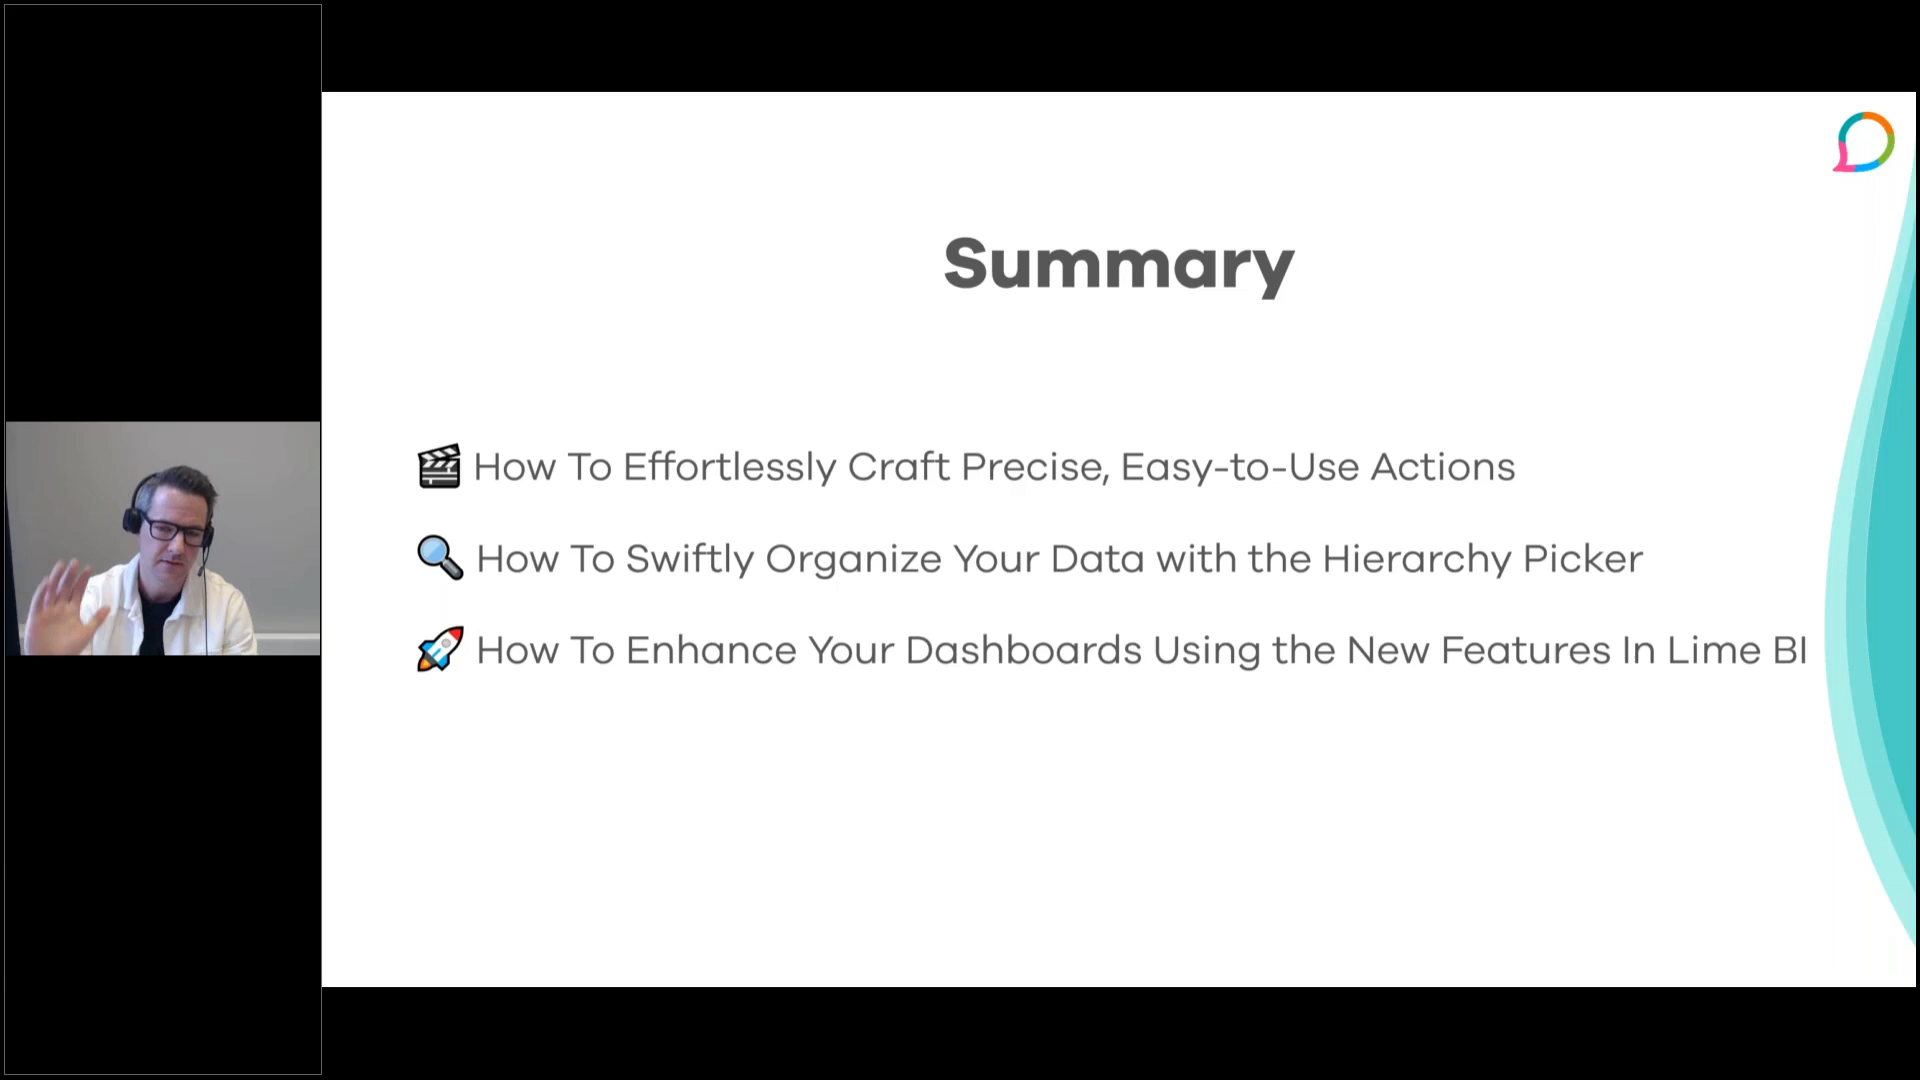 Summary
🎬 How To Effortlessly Craft Precise, Easy-to-Use Actions
🔍 How To Swiftly Organize Your Data with the Hierarchy Picker
🚀 How To Enhance Your Dashboards Using the New Features In Lime BI